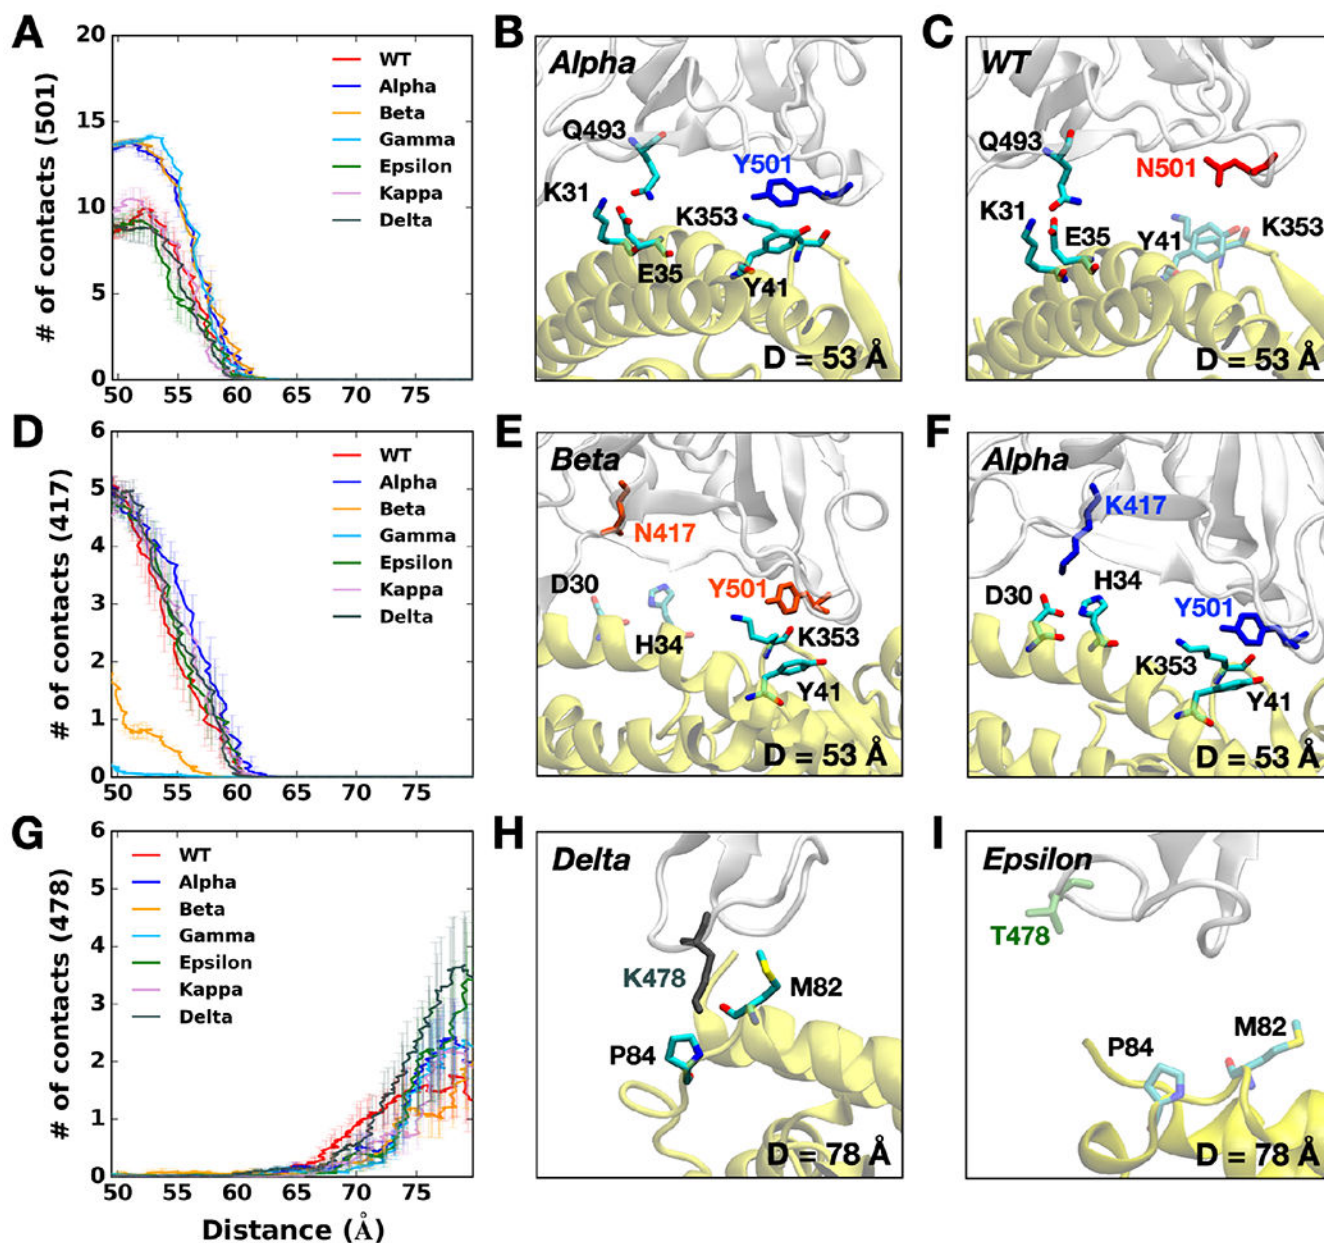 A
# of contacts (501)
20
15
10
5
0
50 55 60 65 70 75
WT
Alpha
Beta
Gamma
Epsilon
Kappa
Delta
B
Alpha
Q493
Y501
K31
K353
E35
Y41
D = 53 Å
C
WT
Q493
N501
K31
E35
Y41
K353
D = 53 Å
D
# of contacts (417)
6
5
4
3
2
1
0
50 55 60 65 70 75
WT
Alpha
Beta
Gamma
Epsilon
Kappa
Delta
E
Beta
N417
D30
Y501
H34
K353
Y41
D = 53 Å
F
Alpha
K417
H34
D30
Y501
K353
Y41
D = 53 Å
G
# of contacts (478)
6
5
4
3
2
1
0
50 55 60 65 70 75
Distance (Å)
WT
Alpha
Beta
Gamma
Epsilon
Kappa
Delta
H
Delta
K478
M82
P84
D = 78 Å
I
Epsilon
T478
P84
M82
D = 78 Å